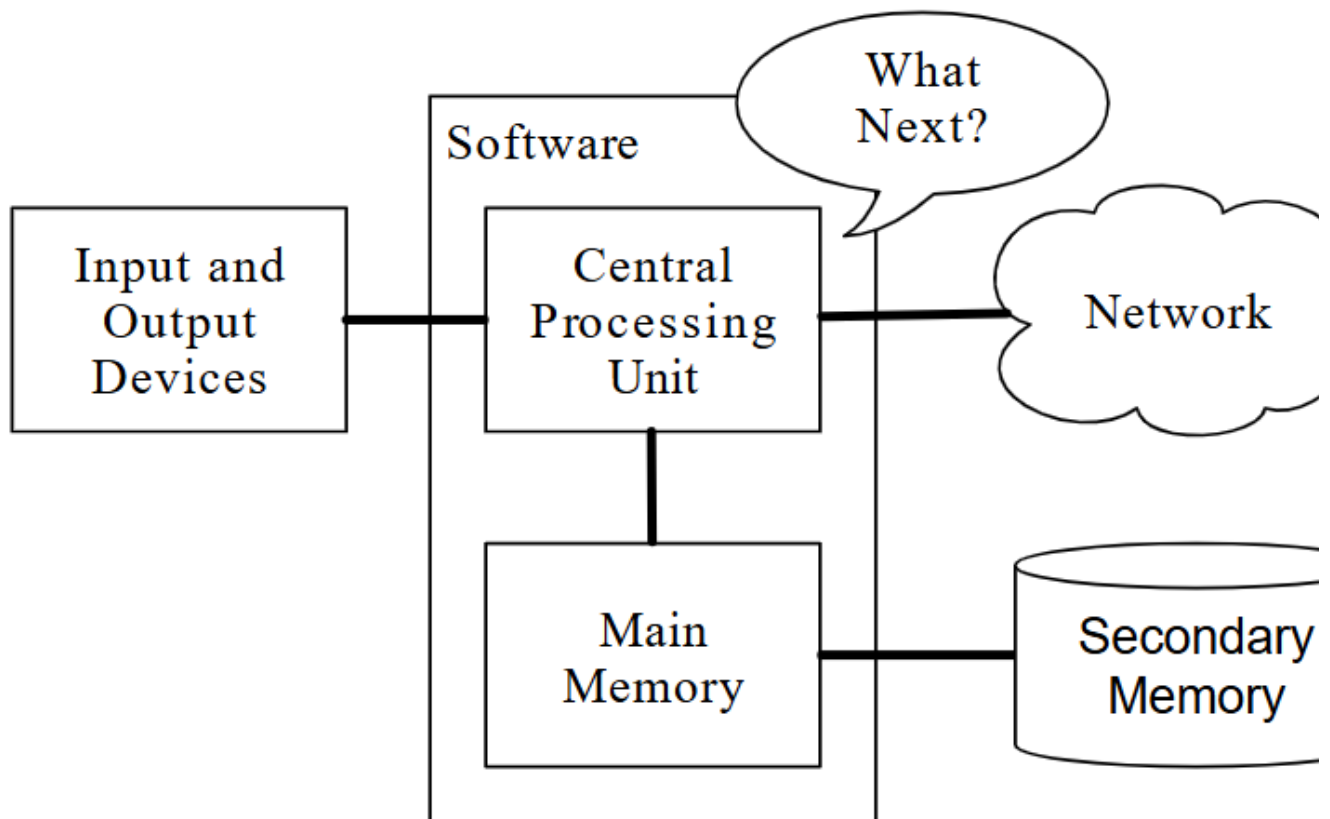 What
Next?
Software
Input and
Output
Devices
Central
Processing
Unit
Network
Main
Memory
Secondary
Memory